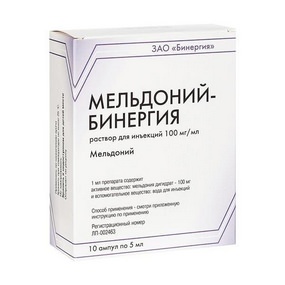 ЗАО «Бинергия»
МЕЛЬДОНИЙ-
БИНЕРГИЯ
раствор для инъекций 100 мг/мл
Мельдоний
1 мл препарата содержит
активное вещество: мельдония дигидрат - 100 мг
и вспомогательное вещество: вода для инъекций
Способ применения - смотри приложенную
инструкцию по применению.
Регистрационный номер
ЛП-002463
10 ампул по 5 мл